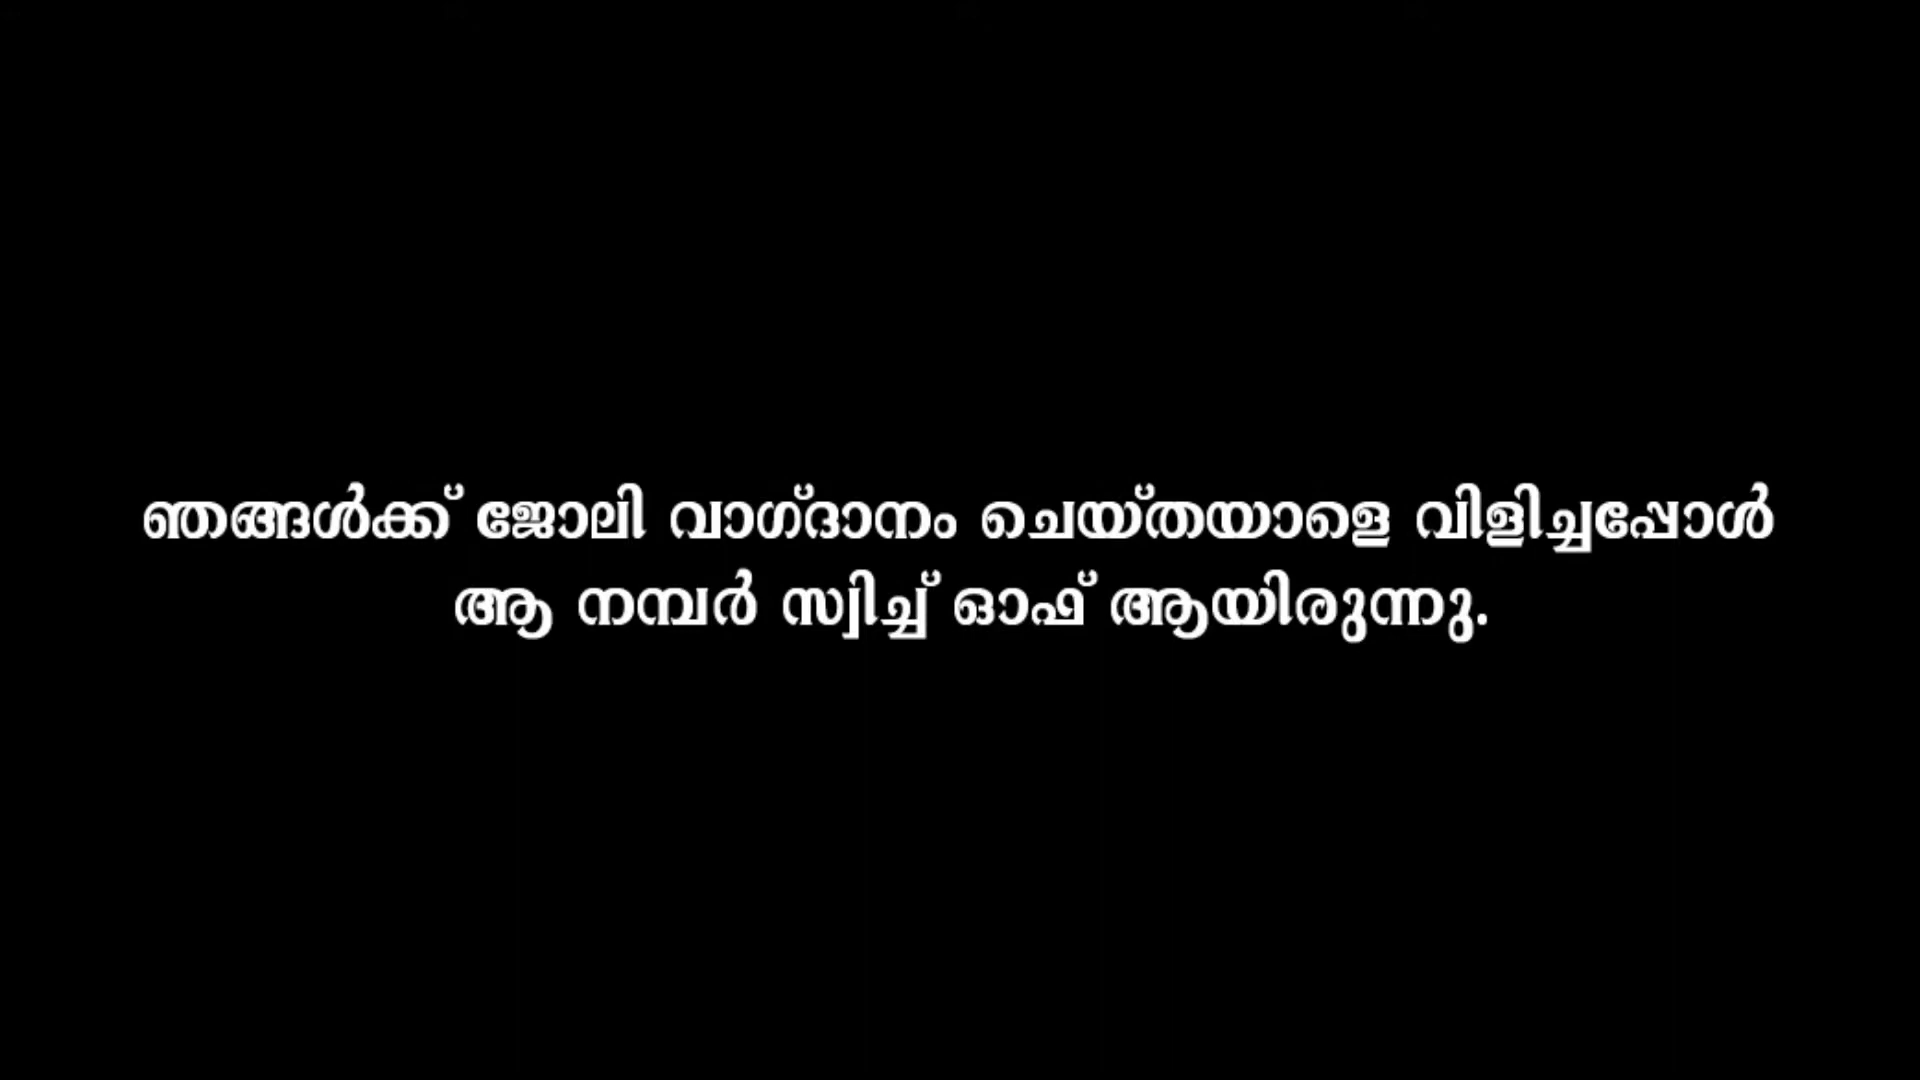 ഞങ്ങൾക്ക് ജോലി വാഗ്ദാനം ചെയ്തയാളെ വിളിച്ചപ്പോൾ
ആ നമ്പർ സ്വിച്ച് ഓഫ് ആയിരുന്നു.